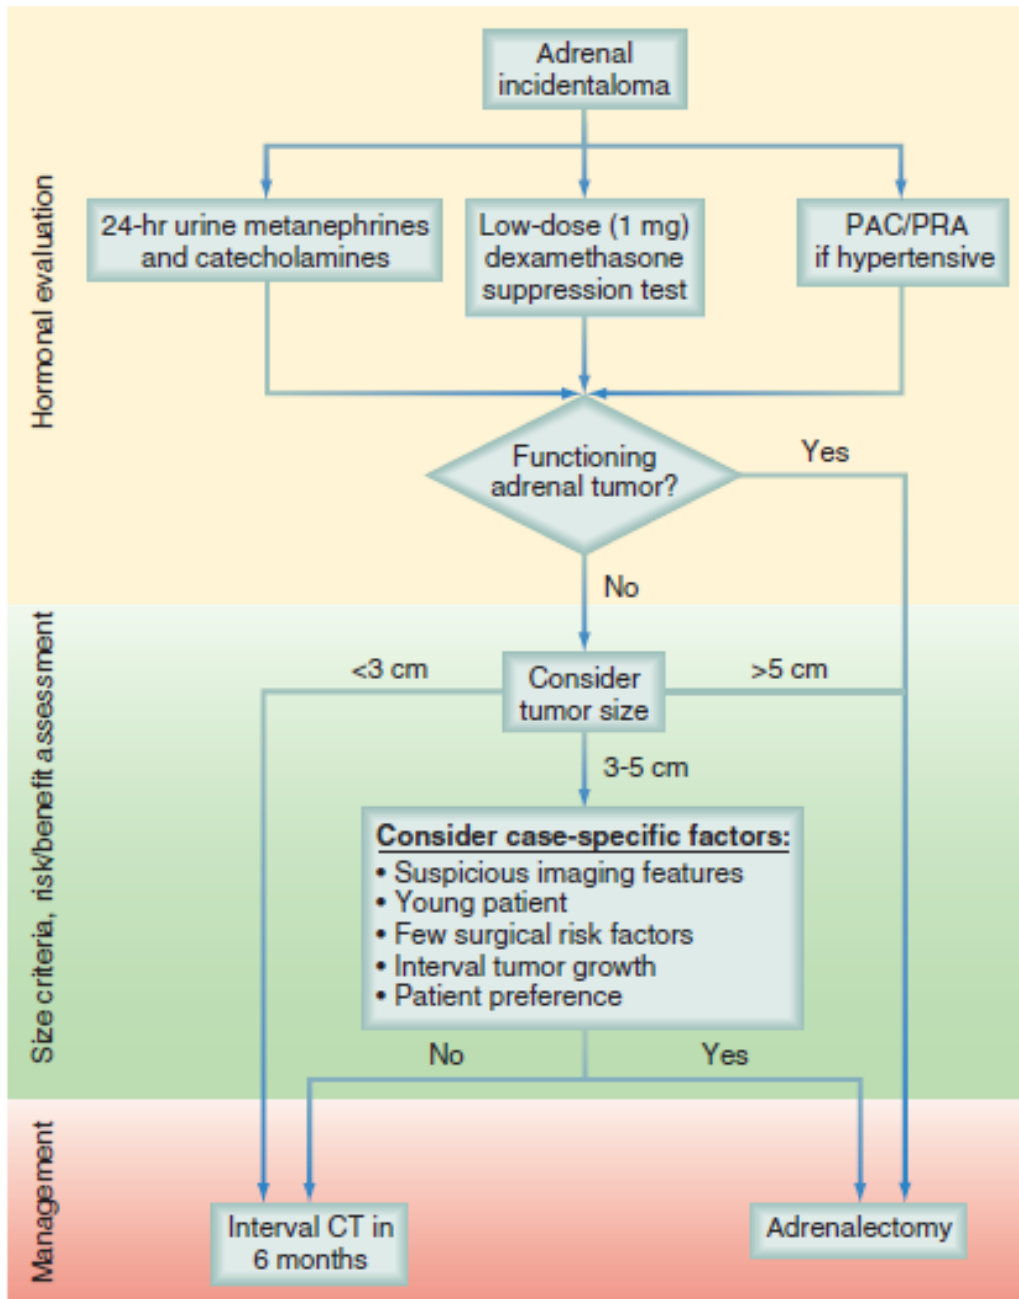 Adrenal
incidentaloma
24-hr urine metanephrines
and catecholamines
Low-dose (1 mg)
dexamethasone
suppression test
PAC/PRA
if hypertensive
Hormonal evaluation
Functioning
adrenal tumor?
Yes
No
Size criteria, risk/benefit assessment
<3 cm
Consider
tumor size
>5 cm
3-5 cm
Consider case-specific factors:
• Suspicious imaging features
• Young patient
• Few surgical risk factors
• Interval tumor growth
• Patient preference
No
Yes
Management
Interval CT in
6 months
Adrenalectomy